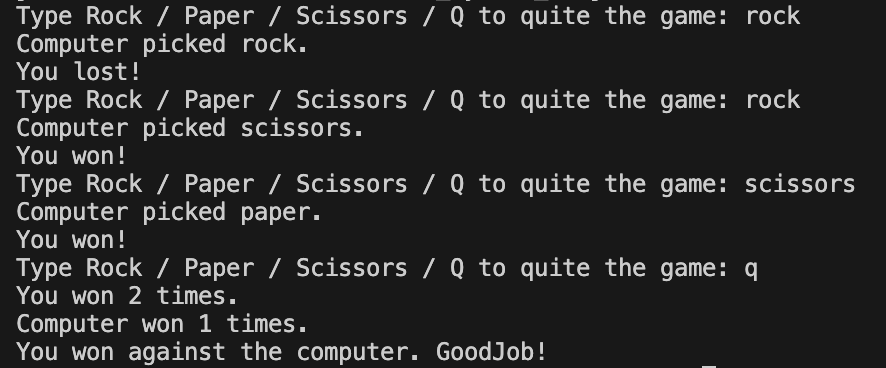 Type Rock / Paper / Scissors / Q to quite the game: rock
Computer picked rock.
You lost!
Type Rock / Paper / Scissors / Q to quite the game: rock
Computer picked scissors.
You won!
Type Rock / Paper / Scissors / Q to quite the game: scissors
Computer picked paper.
You won!
Type Rock / Paper / Scissors / Q to quite the game: q
You won 2 times.
Computer won 1 times.
You won against the computer. GoodJob!